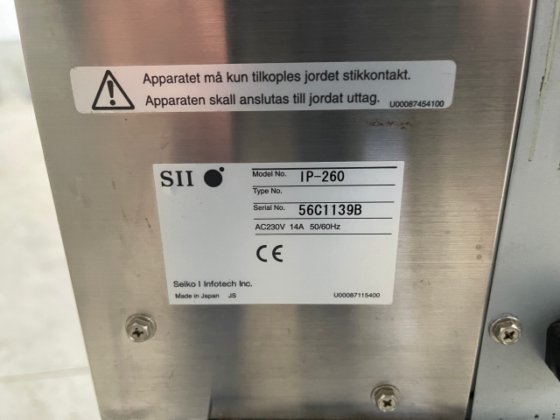 Apparatet må kun tilkoples jordet stikkontakt.
Apparaten skall anslutas till jordat uttag.
U00087454100
SII
Model No. IP-260
Type No.
Serial No. 56C1139B
AC230V 14A 50/60Hz
CE
Seiko I Infotech Inc.
Made in Japan JS
U00087115400